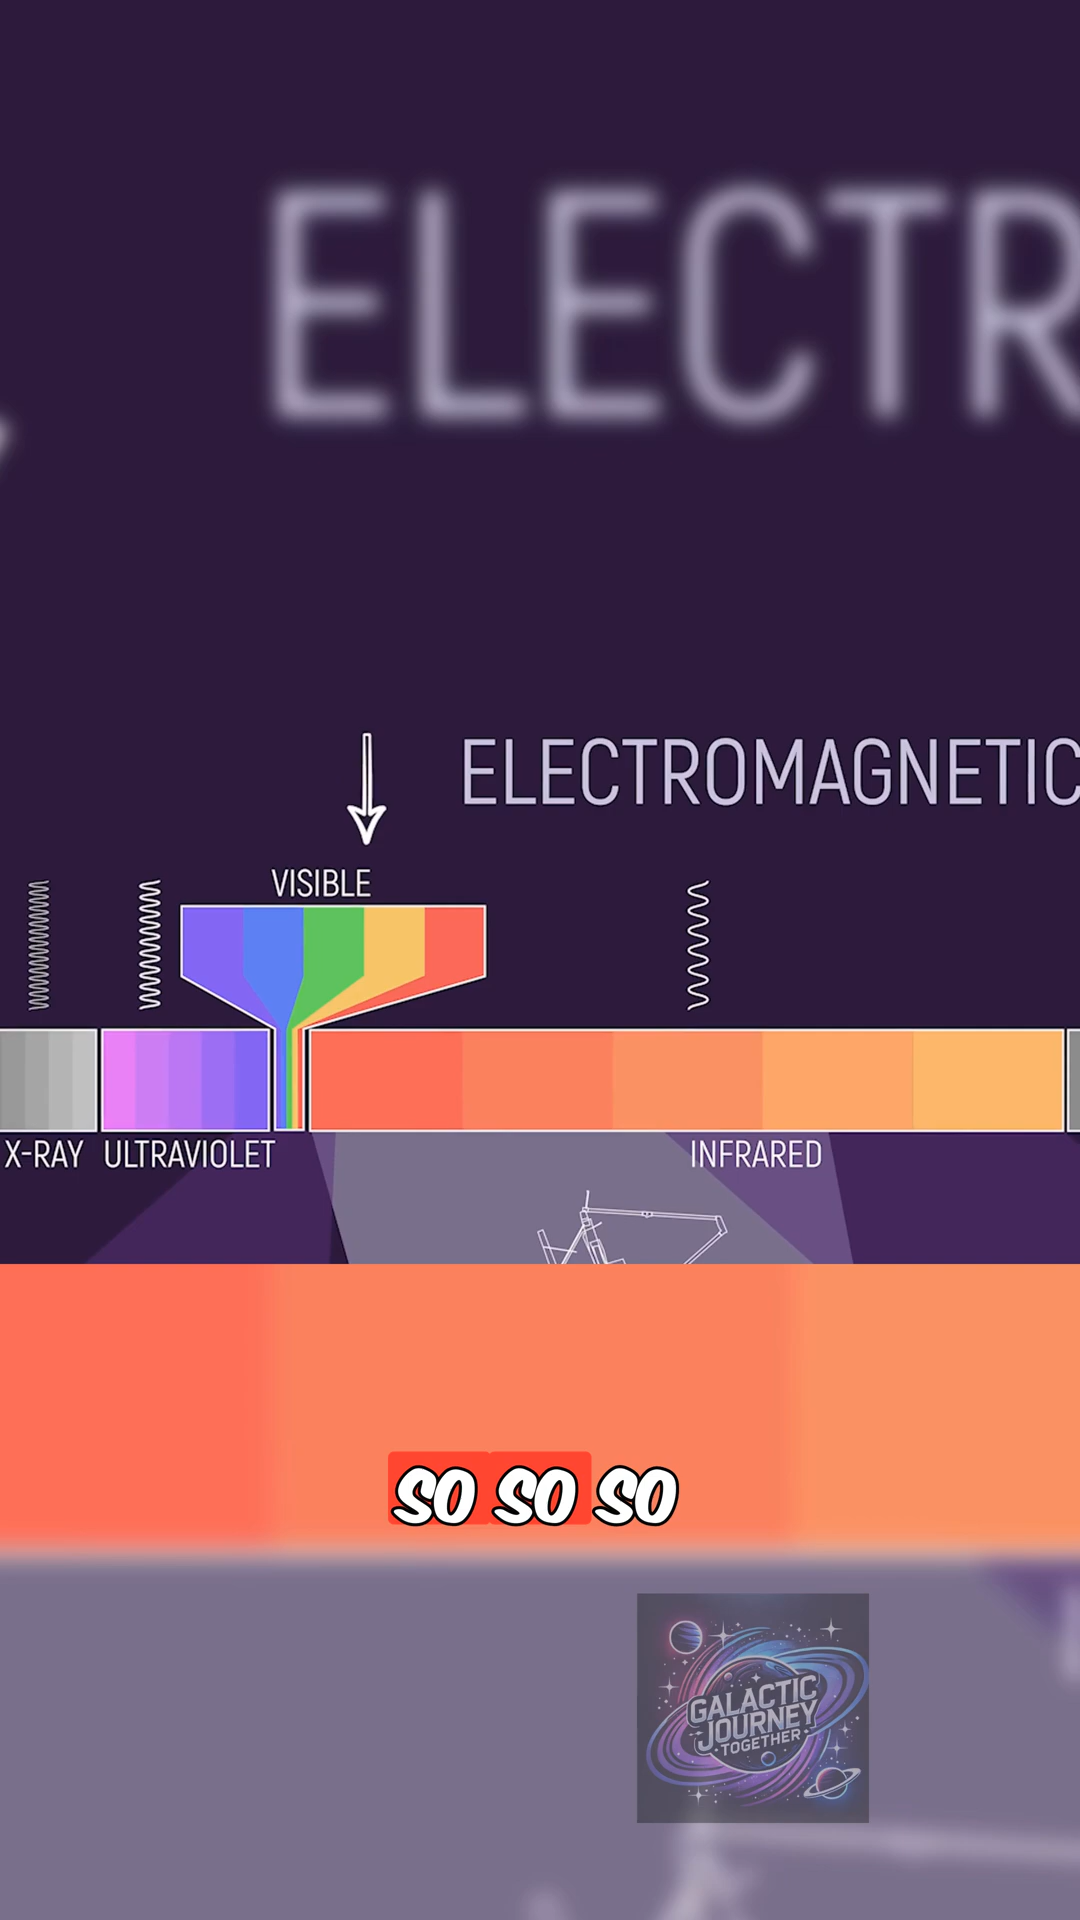 ELECTR
ELECTROMAGNETIC
VISIBLE
X-RAY ULTRAVIOLET INFRARED
SO SO SO
GALACTIC
JOURNEY
TOGETHER